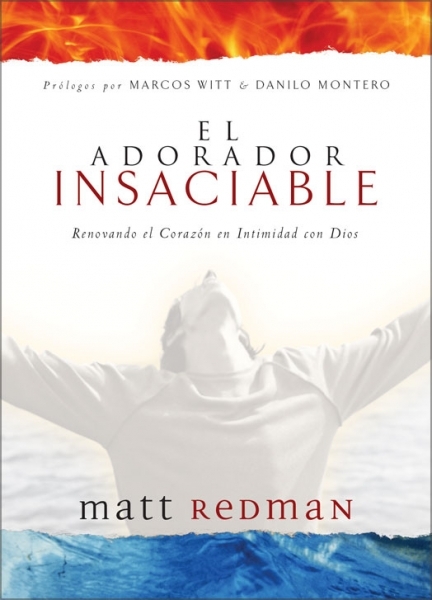 Prólogos por MARCOS WITT & DANILO MONTERO
EL
ADORADOR
INSACIABLE
Renovando el Corazón en Intimidad con Dios
matt REDMAN